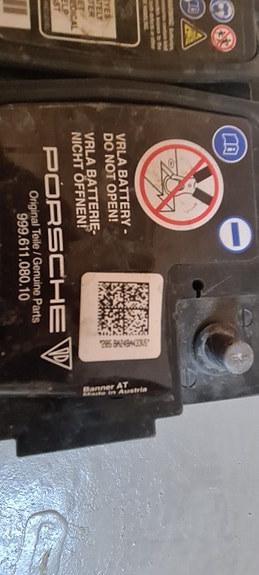 VRLA BATTERY -
DO NOT OPEN!
VRLA BATTERIE-
NICHT ÖFFNEN!
PORSCHE
Original Teile / Genuine Parts
999.611.080.10
Banner AT
Made in Austria